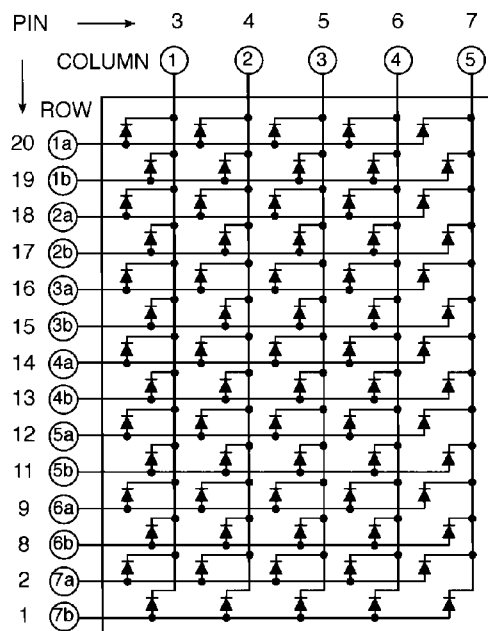 PIN 3 4 5 6 7
COLUMN 1 2 3 4 5
ROW
20 1a
19 1b
18 2a
17 2b
16 3a
15 3b
14 4a
13 4b
12 5a
11 5b
9 6a
8 6b
2 7a
1 7b